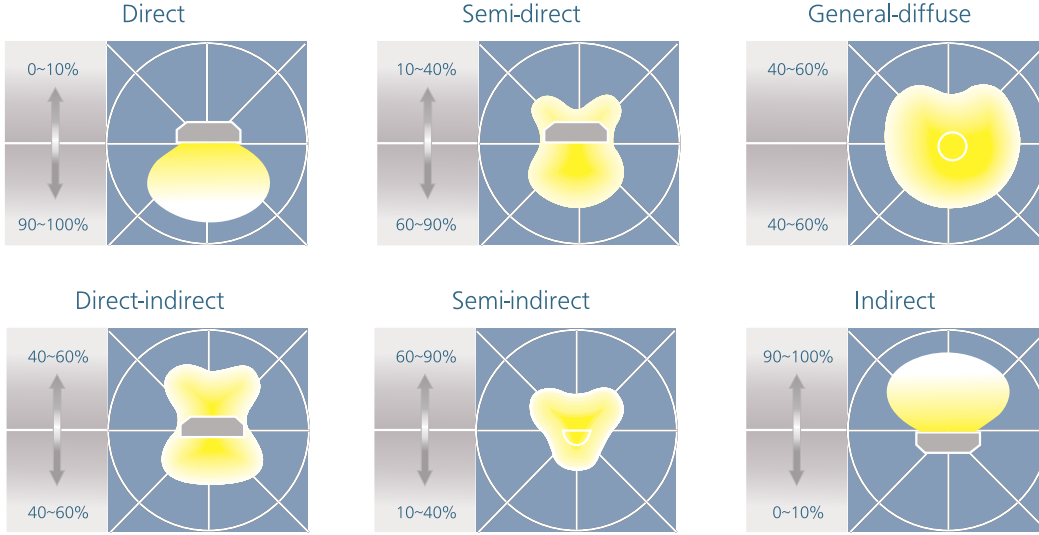 Direct
Semi-direct
General-diffuse
0~10%
10~40%
40~60%
90~100%
60~90%
40~60%
Direct-indirect
Semi-indirect
Indirect
40~60%
60~90%
90~100%
40~60%
10~40%
0~10%